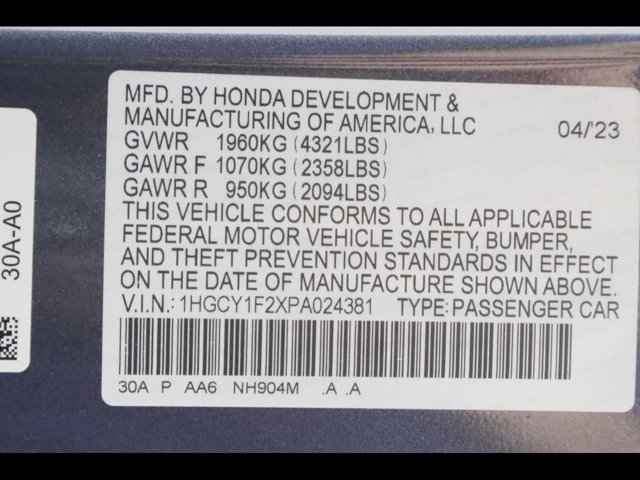 MFD. BY HONDA DEVELOPMENT &
MANUFACTURING OF AMERICA, LLC 04/'23
GVWR 1960KG (4321LBS)
GAWR F 1070KG (2358LBS)
GAWR R 950KG (2094LBS)
THIS VEHICLE CONFORMS TO ALL APPLICABLE
FEDERAL MOTOR VEHICLE SAFETY, BUMPER,
AND THEFT PREVENTION STANDARDS IN EFFECT
ON THE DATE OF MANUFACTURE SHOWN ABOVE.
V.I.N.: 1HGCY1F2XPA024381 TYPE: PASSENGER CAR
30A P AA6 NH904M .A .A
30A-A0